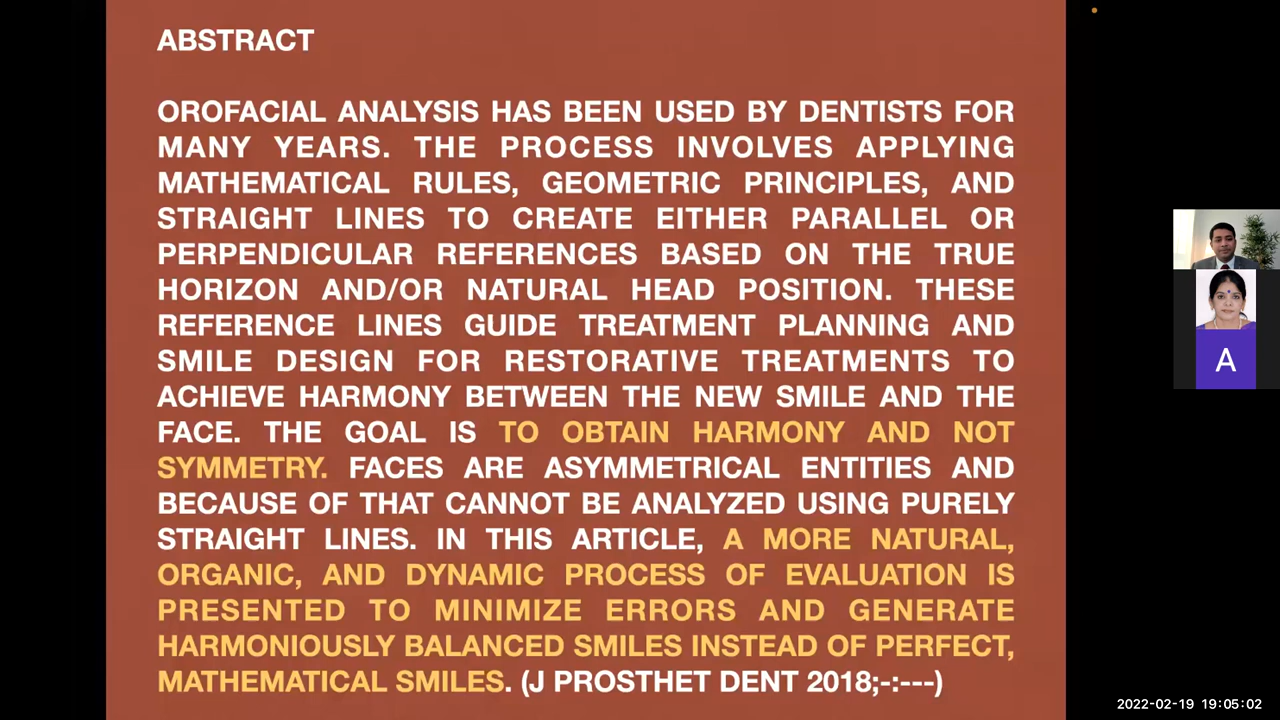 ABSTRACT
OROFACIAL ANALYSIS HAS BEEN USED BY DENTISTS FOR
MANY YEARS. THE PROCESS INVOLVES APPLYING
MATHEMATICAL RULES, GEOMETRIC PRINCIPLES, AND
STRAIGHT LINES TO CREATE EITHER PARALLEL OR
PERPENDICULAR REFERENCES BASED ON THE TRUE
HORIZON AND/OR NATURAL HEAD POSITION. THESE
REFERENCE LINES GUIDE TREATMENT PLANNING AND
SMILE DESIGN FOR RESTORATIVE TREATMENTS TO
ACHIEVE HARMONY BETWEEN THE NEW SMILE AND THE
FACE. THE GOAL IS TO OBTAIN HARMONY AND NOT
SYMMETRY. FACES ARE ASYMMETRICAL ENTITIES AND
BECAUSE OF THAT CANNOT BE ANALYZED USING PURELY
STRAIGHT LINES. IN THIS ARTICLE, A MORE NATURAL,
ORGANIC, AND DYNAMIC PROCESS OF EVALUATION IS
PRESENTED TO MINIMIZE ERRORS AND GENERATE
HARMONIOUSLY BALANCED SMILES INSTEAD OF PERFECT,
MATHEMATICAL SMILES. (J PROSTHET DENT 2018;-:---)
A
2022-02-19 19:05:02